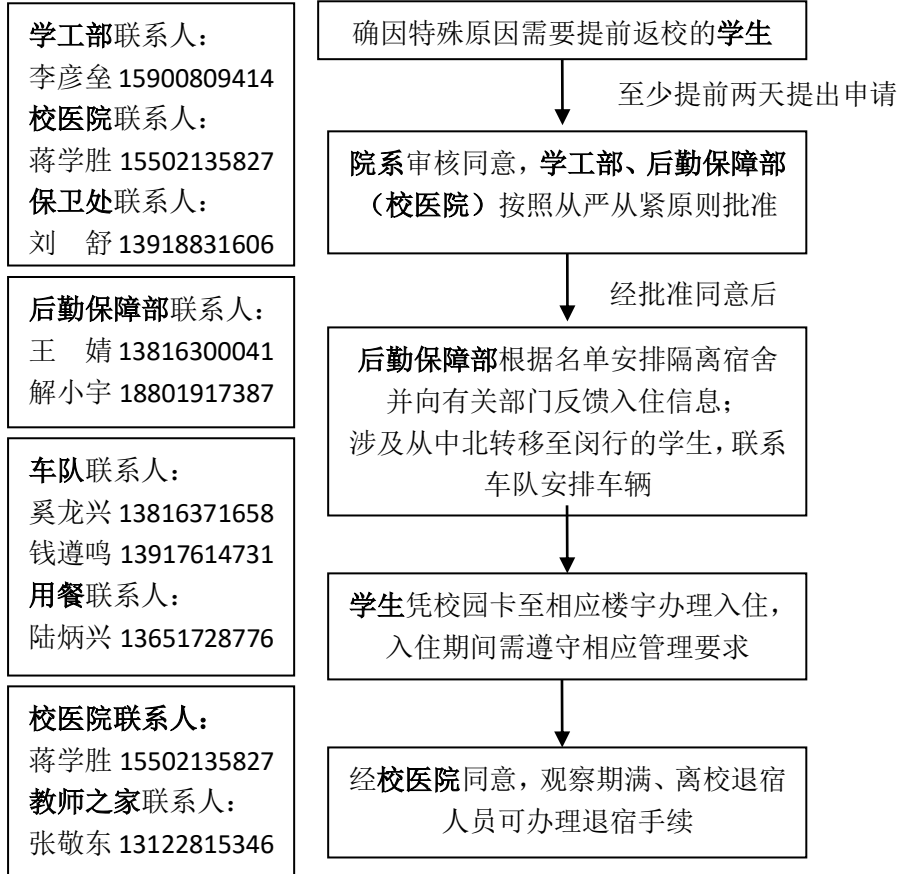 学工部联系人：
李彦垒 15900809414
校医院联系人：
蒋学胜 15502135827
保卫处联系人：
刘　舒 13918831606
后勤保障部联系人：
王　婧 13816300041
解小宇 18801917387
车队联系人：
奚龙兴 13816371658
钱遵鸣 13917614731
用餐联系人：
陆炳兴 13651728776
校医院联系人：
蒋学胜 15502135827
教师之家联系人：
张敬东 13122815346
确因特殊原因需要提前返校的学生
至少提前两天提出申请
院系审核同意，学工部、后勤保障部
（校医院）按照从严从紧原则批准
经批准同意后
后勤保障部根据名单安排隔离宿舍
并向有关部门反馈入住信息；
涉及从中北转移至闵行的学生，联系
车队安排车辆
学生凭校园卡至相应楼宇办理入住，
入住期间需遵守相应管理要求
经校医院同意，观察期满、离校退宿
人员可办理退宿手续